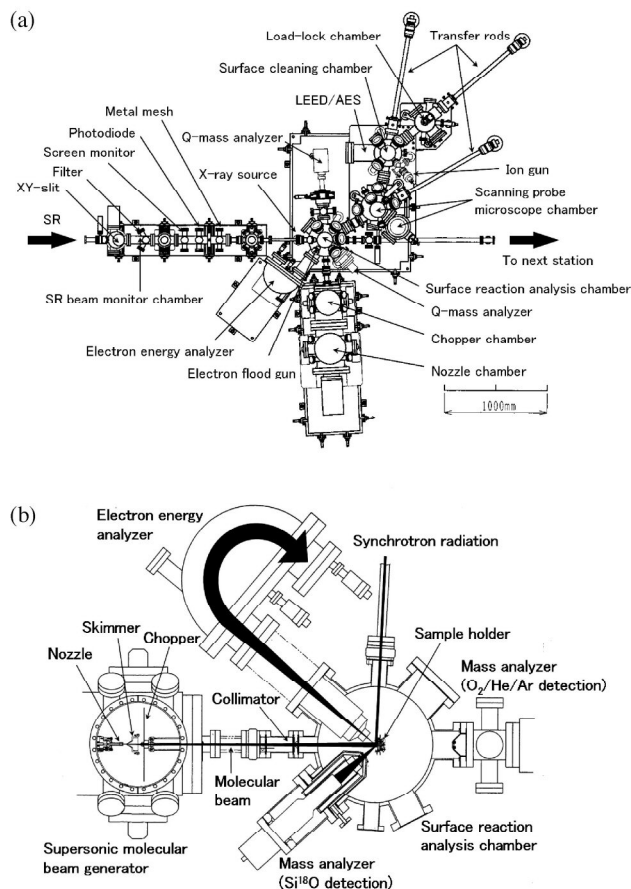 (a)
Load-lock chamber
Transfer rods
Surface cleaning chamber
LEED/AES
Metal mesh
Photodiode
Q-mass analyzer
Screen monitor
Filter
X-ray source
XY-slit
Ion gun
Scanning probe
microscope chamber
SR
To next station
SR beam monitor chamber
Surface reaction analysis chamber
Q-mass analyzer
Chopper chamber
Electron energy analyzer
Electron flood gun
Nozzle chamber
1000mm
(b)
Electron energy
analyzer
Synchrotron radiation
Skimmer
Nozzle
Chopper
Sample holder
Mass analyzer
(O₂/He/Ar detection)
Collimator
Molecular
beam
Surface reaction
analysis chamber
Supersonic molecular
beam generator
Mass analyzer
(Si¹⁸O detection)